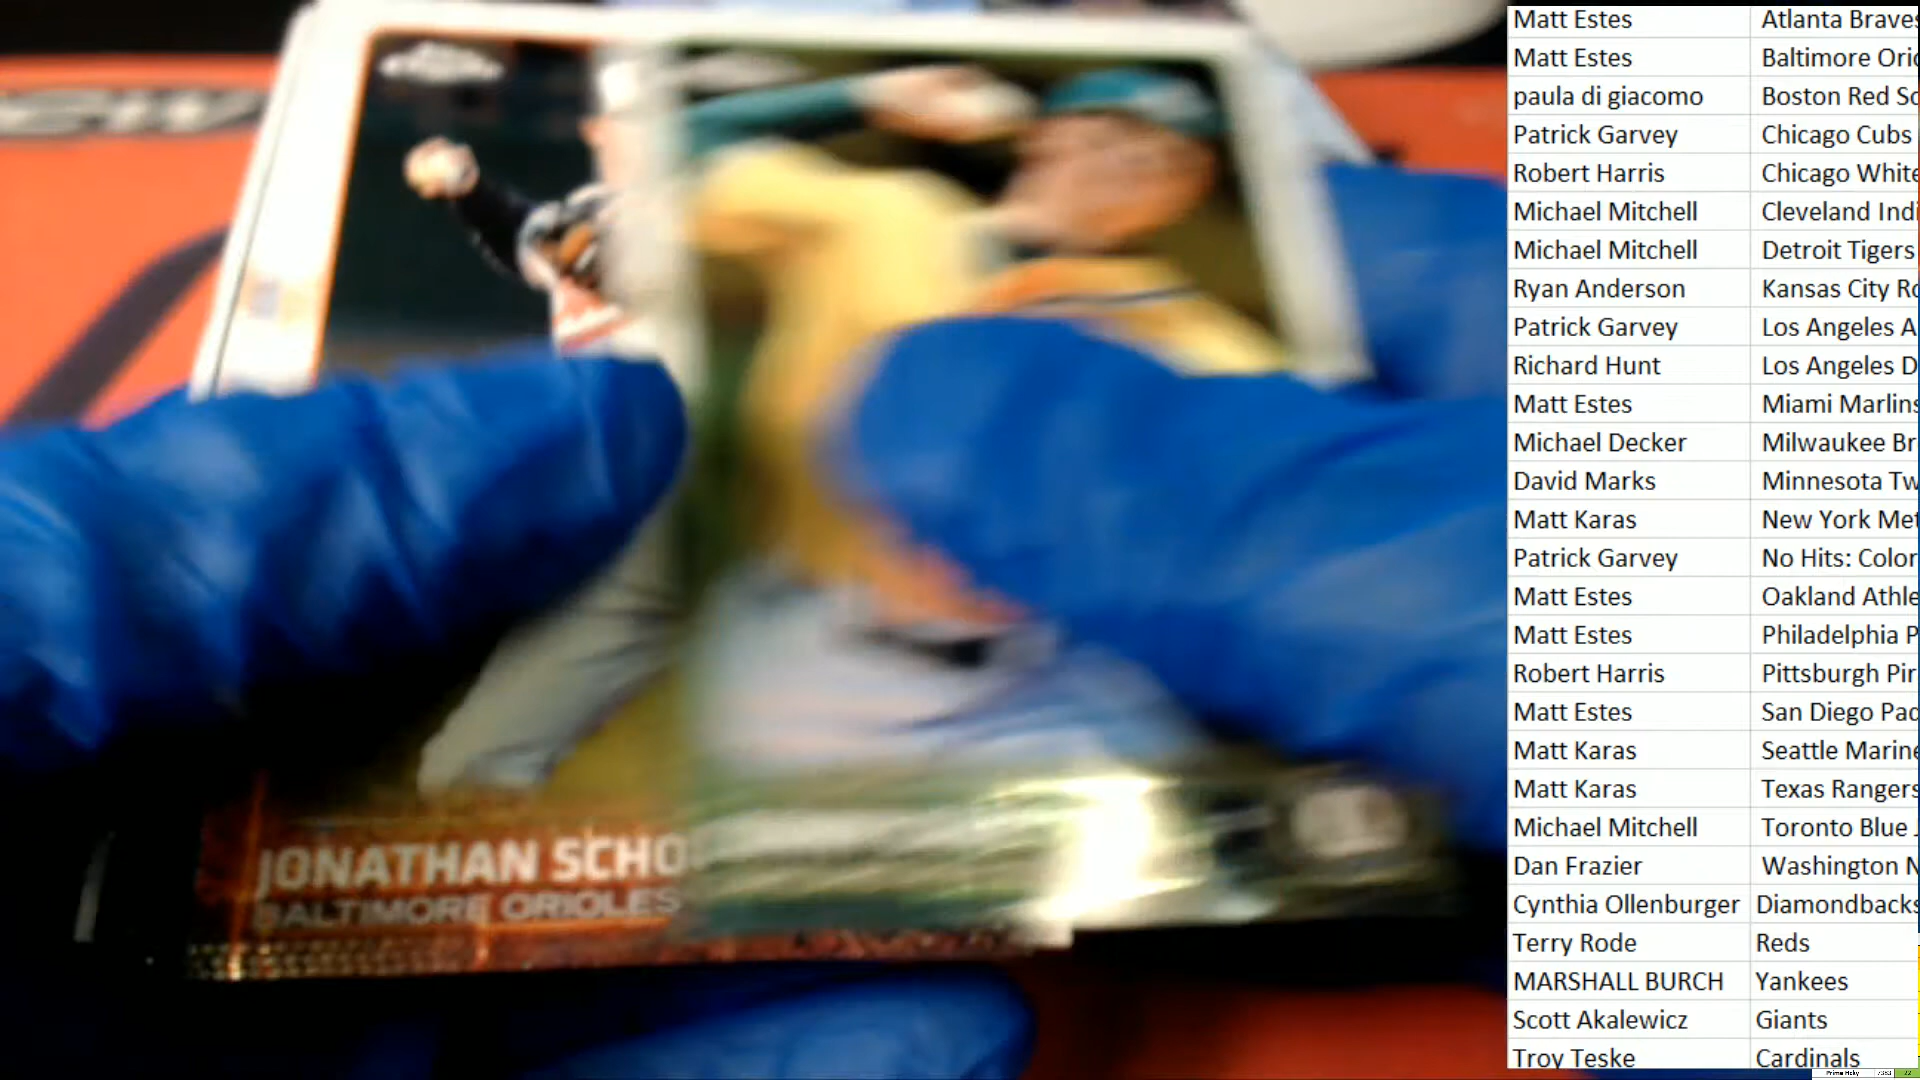 JONATHAN SCHO
BALTIMORE ORIOLES
Matt Estes Atlanta Braves
Matt Estes Baltimore Orio
paula di giacomo Boston Red So
Patrick Garvey Chicago Cubs
Robert Harris Chicago White
Michael Mitchell Cleveland Indi
Michael Mitchell Detroit Tigers
Ryan Anderson Kansas City Ro
Patrick Garvey Los Angeles A
Richard Hunt Los Angeles D
Matt Estes Miami Marlins
Michael Decker Milwaukee Br
David Marks Minnesota Tw
Matt Karas New York Met
Patrick Garvey No Hits: Color
Matt Estes Oakland Athle
Matt Estes Philadelphia P
Robert Harris Pittsburgh Pir
Matt Estes San Diego Pad
Matt Karas Seattle Marine
Matt Karas Texas Rangers
Michael Mitchell Toronto Blue J
Dan Frazier Washington N
Cynthia Ollenburger Diamondbacks
Terry Rode Reds
MARSHALL BURCH Yankees
Scott Akalewicz Giants
Troy Teske Cardinals